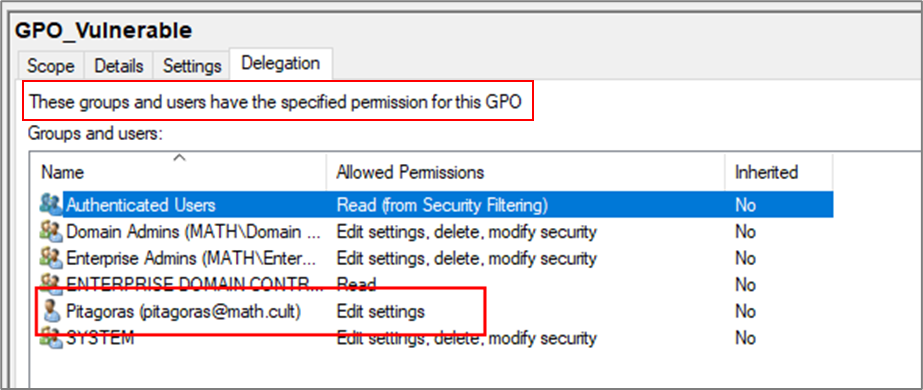 GPO_Vulnerable
Scope Details Settings Delegation
These groups and users have the specified permission for this GPO
Groups and users:
Name Allowed Permissions Inherited
Authenticated Users Read (from Security Filtering) No
Domain Admins (MATH\Domain ... Edit settings, delete, modify security No
Enterprise Admins (MATH\Enter... Edit settings, delete, modify security No
ENTERPRISE DOMAIN CONTR... Read No
Pitagoras (pitagoras@math.cult) Edit settings No
SYSTEM Edit settings, delete, modify security No